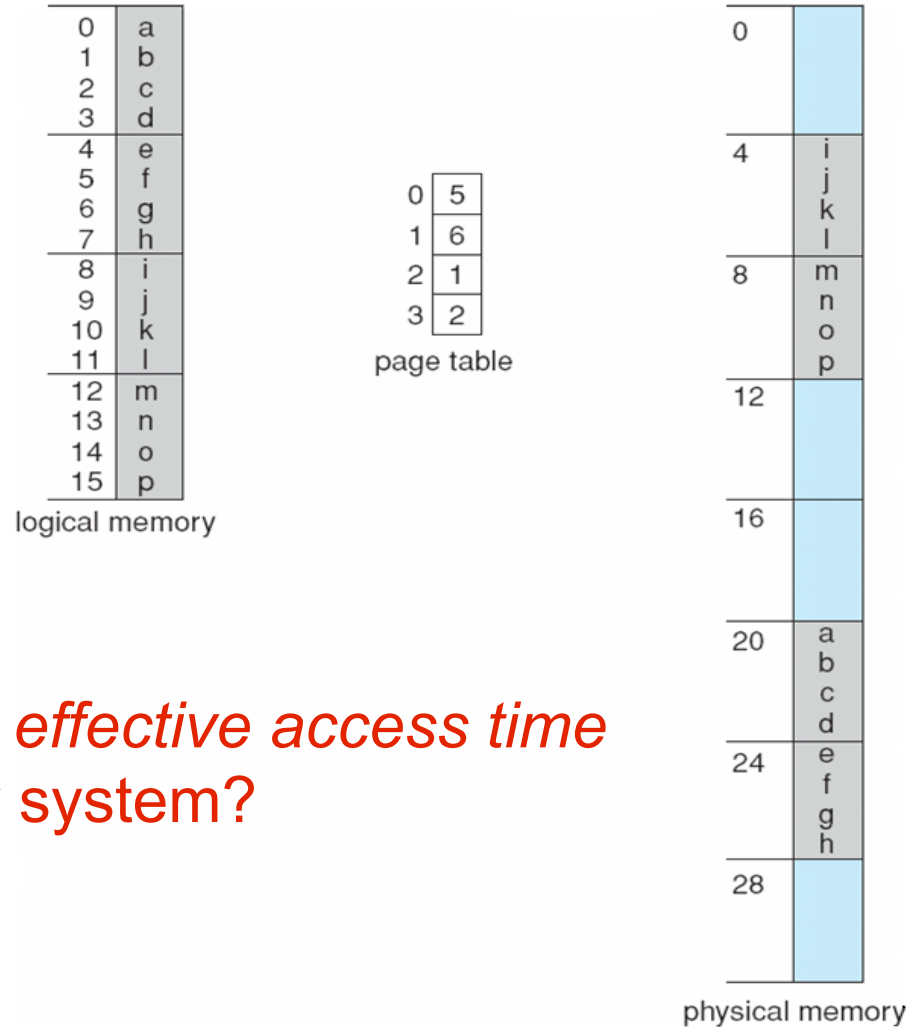 0 a
1 b
2 c
3 d
4 e
5 f
6 g
7 h
8 i
9 j
10 k
11 l
12 m
13 n
14 o
15 p
logical memory
0 5
1 6
2 1
3 2
page table
0
4 i
j
k
l
8 m
n
o
p
12
16
20 a
b
c
d
24 e
f
g
h
28
physical memory
effective access time
system?